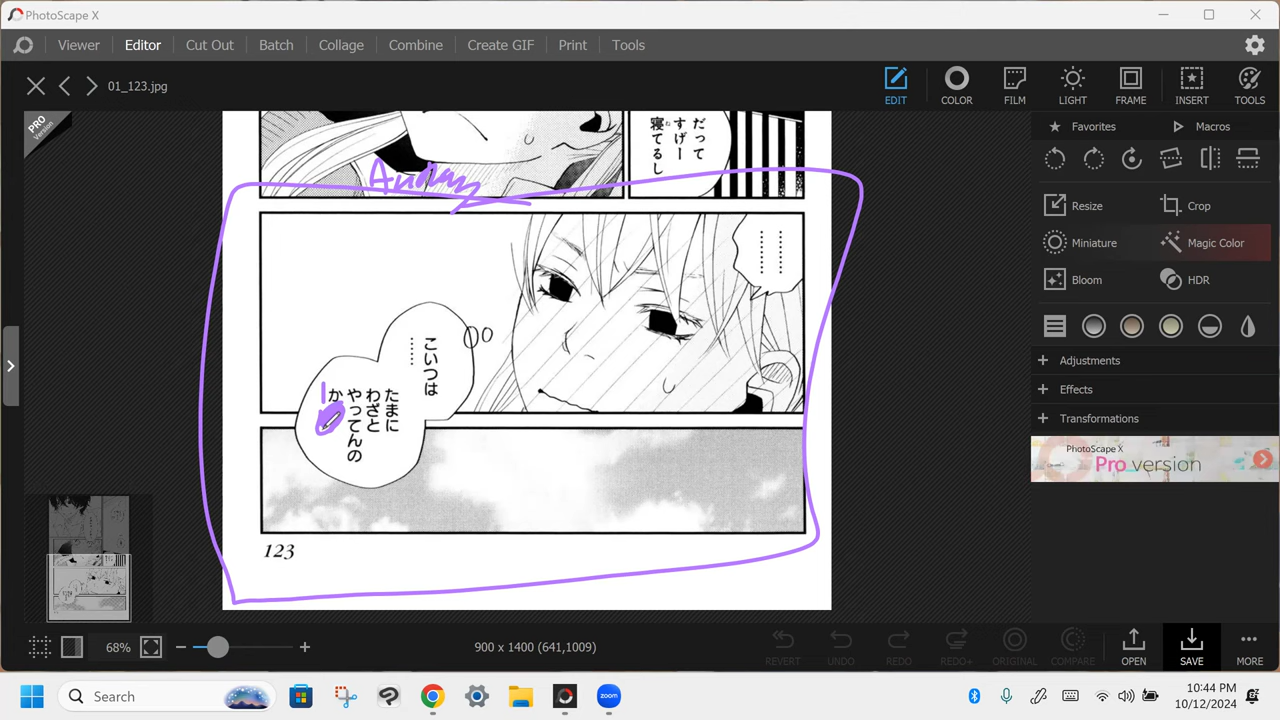 PhotoScape X
Viewer
Editor
Cut Out
Batch
Collage
Combine
Create GIF
Print
Tools
01_123.jpg
EDIT
COLOR
FILM
LIGHT
FRAME
INSERT
TOOLS
PRO
Version
Favorites
Macros
Resize
Crop
Miniature
Magic Color
Bloom
HDR
Adjustments
Effects
Transformations
PhotoScape X
Pro version
だって
すげー
寝てるし
ね
…………
こいつは
……
たまに
わざと
やってんの
か
123
68%
900 x 1400 (641,1009)
REVERT
UNDO
REDO
REDO+
ORIGINAL
COMPARE
OPEN
SAVE
MORE
Search
zoom
10:44 PM
10/12/2024